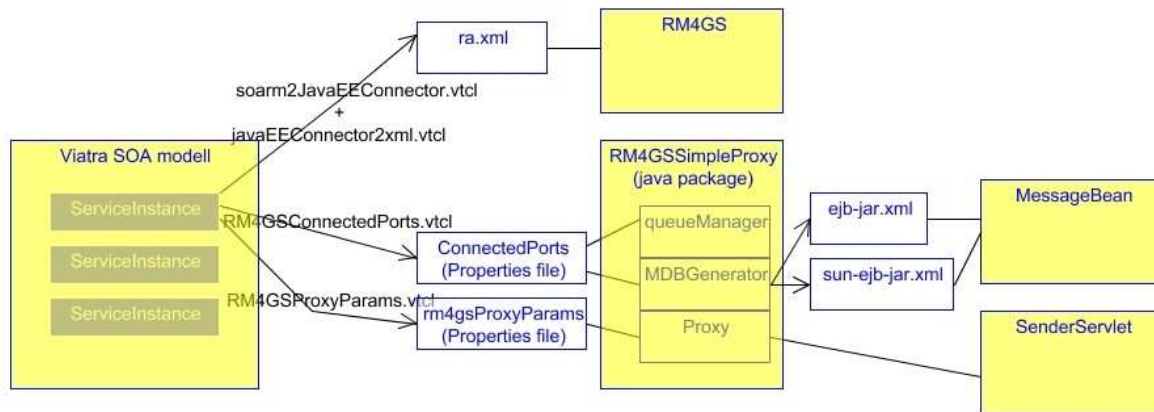 ra.xml
RM4GS
soarm2JavaEEConnector.vtcl
+
javaEEConnector2xml.vtcl
Viatra SOA modell
ServiceInstance
ServiceInstance
ServiceInstance
RM4GSConnectedPorts.vtcl
RM4GSProxyParams.vtcl
ConnectedPorts
(Properties file)
rm4gsProxyParams
(Properties file)
RM4GSSimpleProxy
(java package)
queueManager
MDBGenerator
Proxy
ejb-jar.xml
sun-ejb-jar.xml
MessageBean
SenderServlet